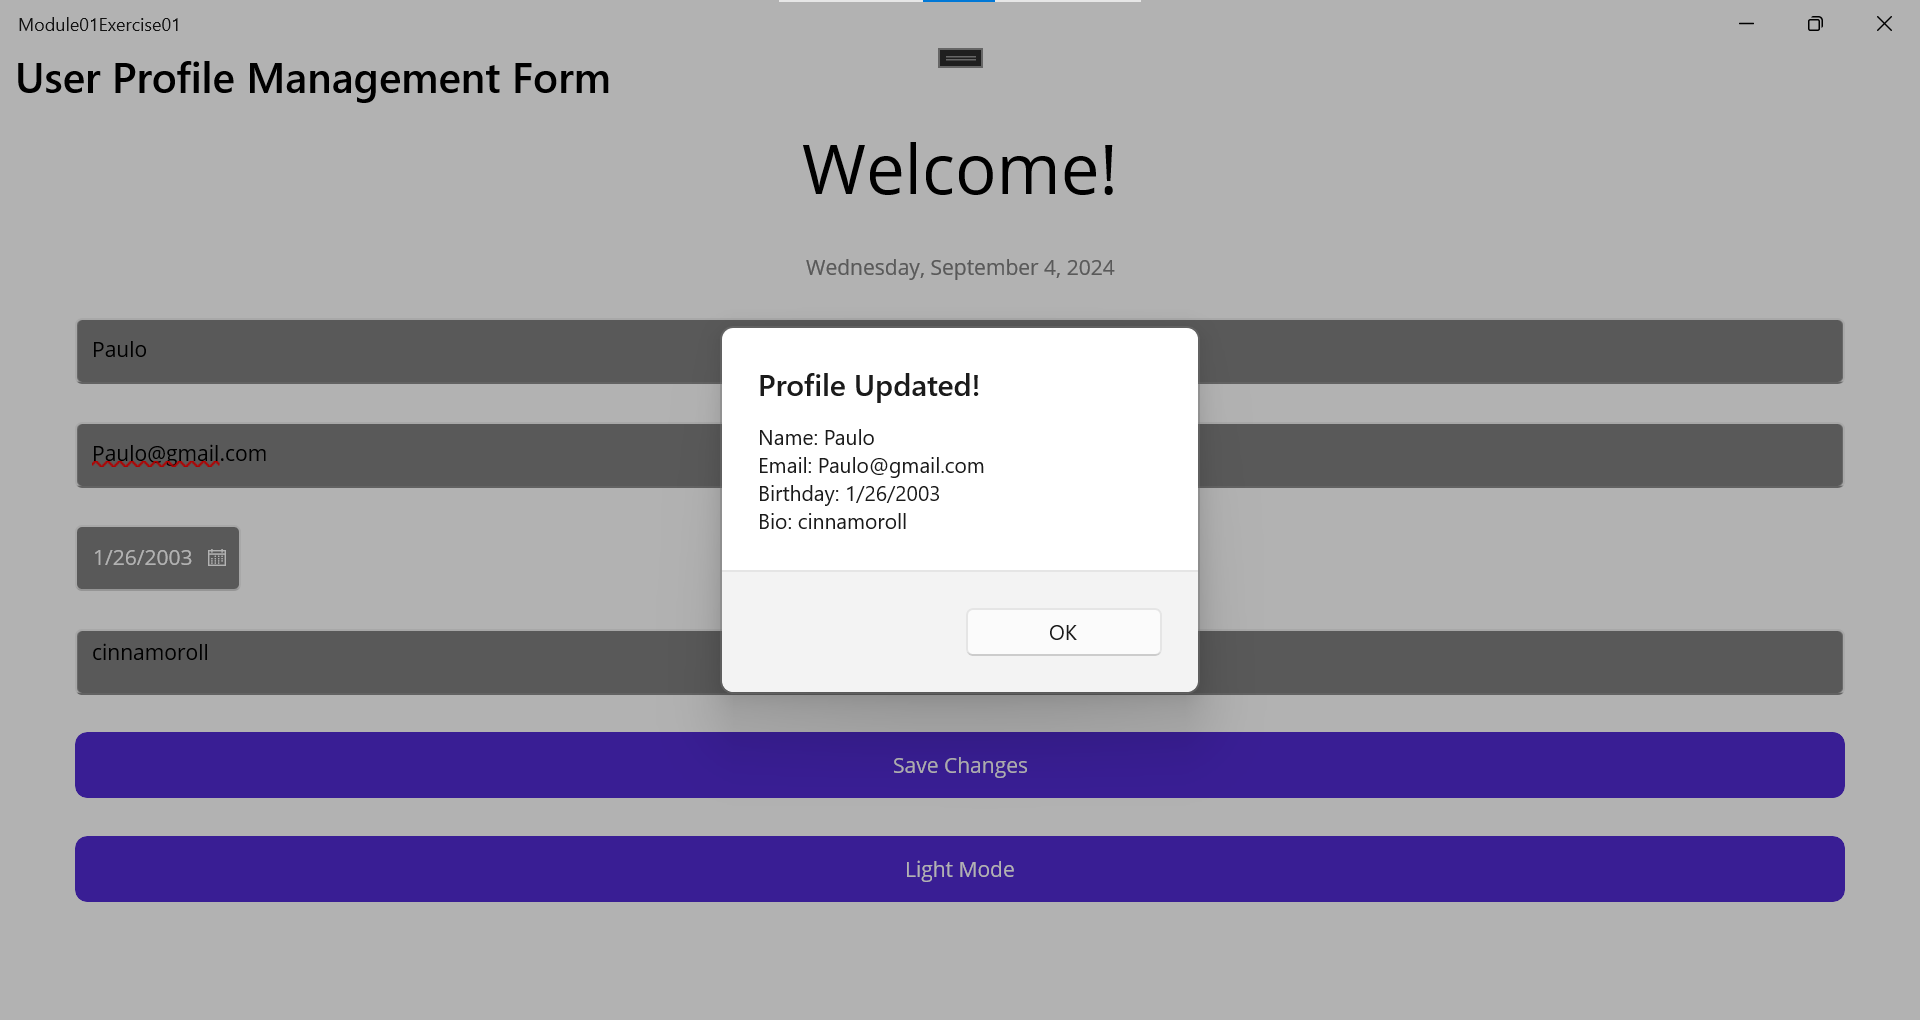 Module01Exercise01
User Profile Management Form
Welcome!
Wednesday, September 4, 2024
Paulo
Paulo@gmail.com
1/26/2003
cinnamoroll
Profile Updated!
Name: Paulo
Email: Paulo@gmail.com
Birthday: 1/26/2003
Bio: cinnamoroll
OK
Save Changes
Light Mode